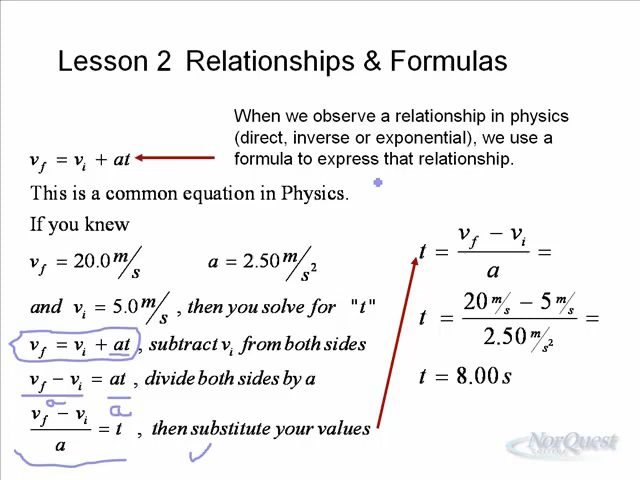 Lesson 2 Relationships & Formulas
When we observe a relationship in physics
(direct, inverse or exponential), we use a
formula to express that relationship.
v_f = v_i + at
This is a common equation in Physics.
If you knew
v_f = 20.0 m/s a = 2.50 m/s²
and v_i = 5.0 m/s , then you solve for "t"
v_f = v_i + at , subtract v_i from both sides
v_f − v_i = at , divide both sides by a
a a
(v_f − v_i)/a = t , then substitute your values
t = (v_f − v_i)/a =
t = (20 m/s − 5 m/s)/(2.50 m/s²) =
t = 8.00 s
NorQuest